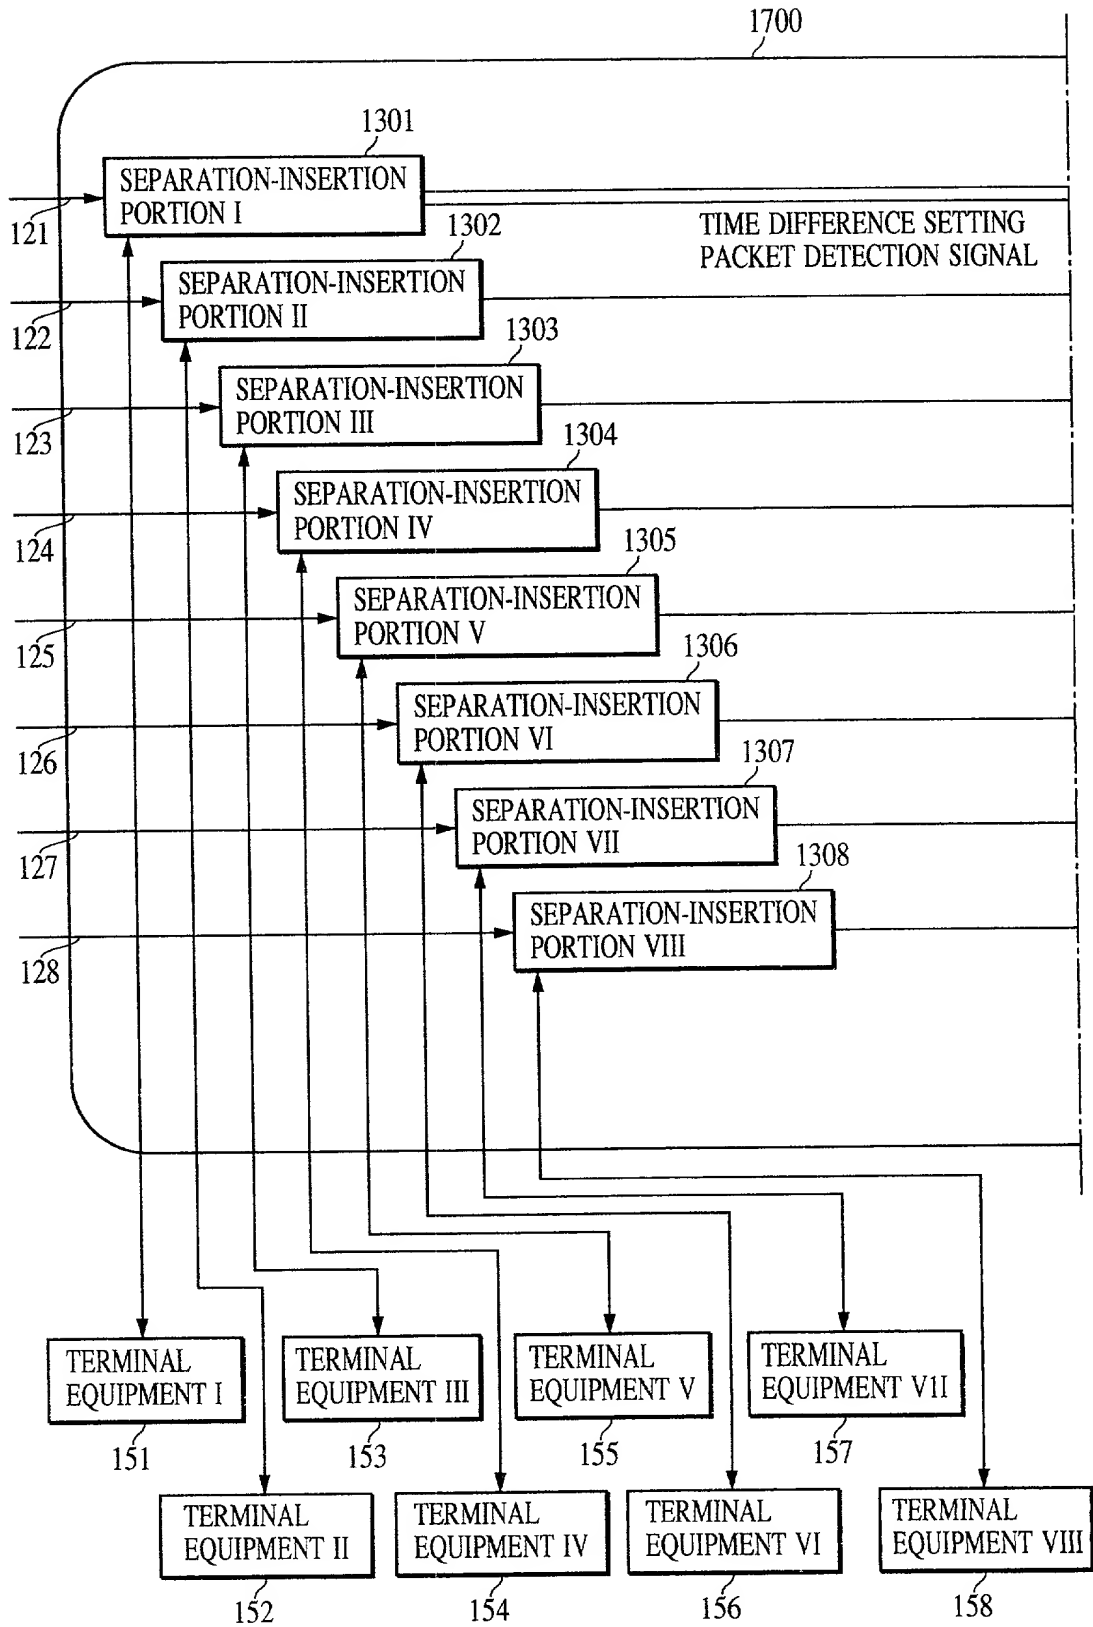 1700
1301
SEPARATION-INSERTION
PORTION I
121
TIME DIFFERENCE SETTING
PACKET DETECTION SIGNAL
1302
SEPARATION-INSERTION
PORTION II
122
1303
SEPARATION-INSERTION
PORTION III
123
1304
SEPARATION-INSERTION
PORTION IV
124
1305
SEPARATION-INSERTION
PORTION V
125
1306
SEPARATION-INSERTION
PORTION VI
126
1307
SEPARATION-INSERTION
PORTION VII
127
1308
SEPARATION-INSERTION
PORTION VIII
128
TERMINAL
EQUIPMENT I
151
TERMINAL
EQUIPMENT III
153
TERMINAL
EQUIPMENT V
155
TERMINAL
EQUIPMENT V1I
157
TERMINAL
EQUIPMENT II
152
TERMINAL
EQUIPMENT IV
154
TERMINAL
EQUIPMENT VI
156
TERMINAL
EQUIPMENT VIII
158